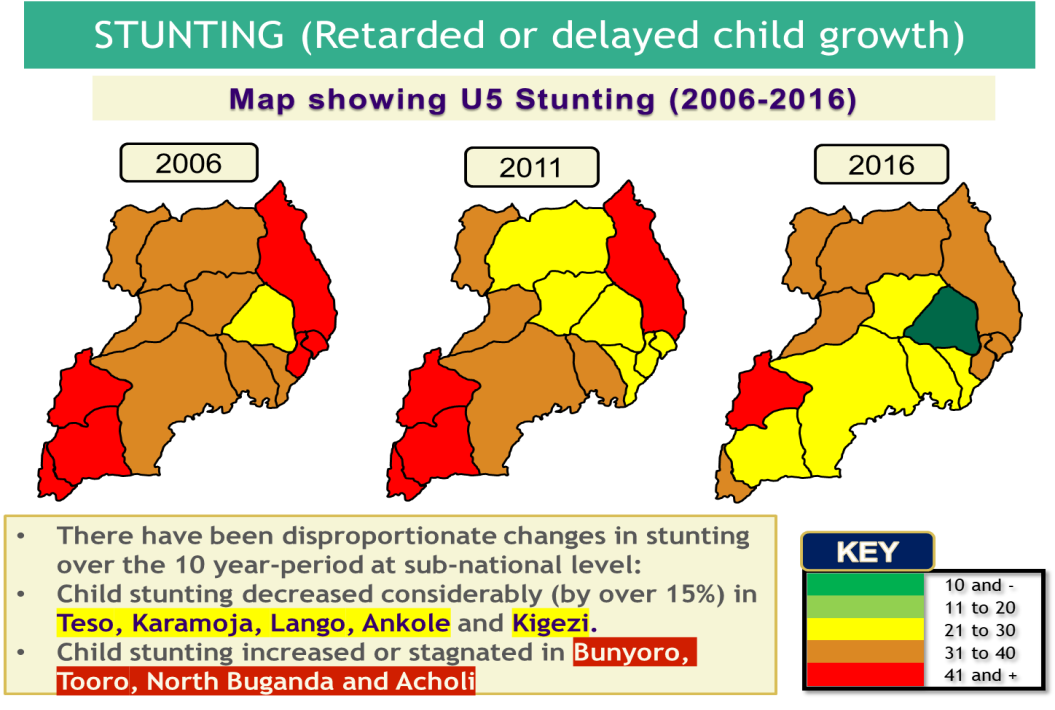 STUNTING (Retarded or delayed child growth)
Map showing U5 Stunting (2006-2016)
2006
2011
2016
• There have been disproportionate changes in stunting
over the 10 year-period at sub-national level:
• Child stunting decreased considerably (by over 15%) in
Teso, Karamoja, Lango, Ankole and Kigezi.
• Child stunting increased or stagnated in Bunyoro,
Tooro, North Buganda and Acholi
KEY
10 and -
11 to 20
21 to 30
31 to 40
41 and +